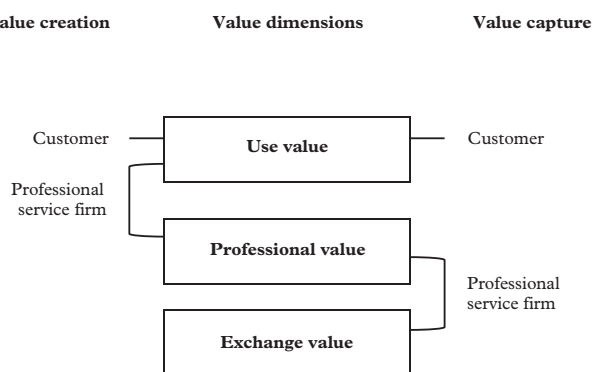 alue creation
Value dimensions
Value capture
Customer
Use value
Customer
Professional
service firm
Professional value
Professional
service firm
Exchange value